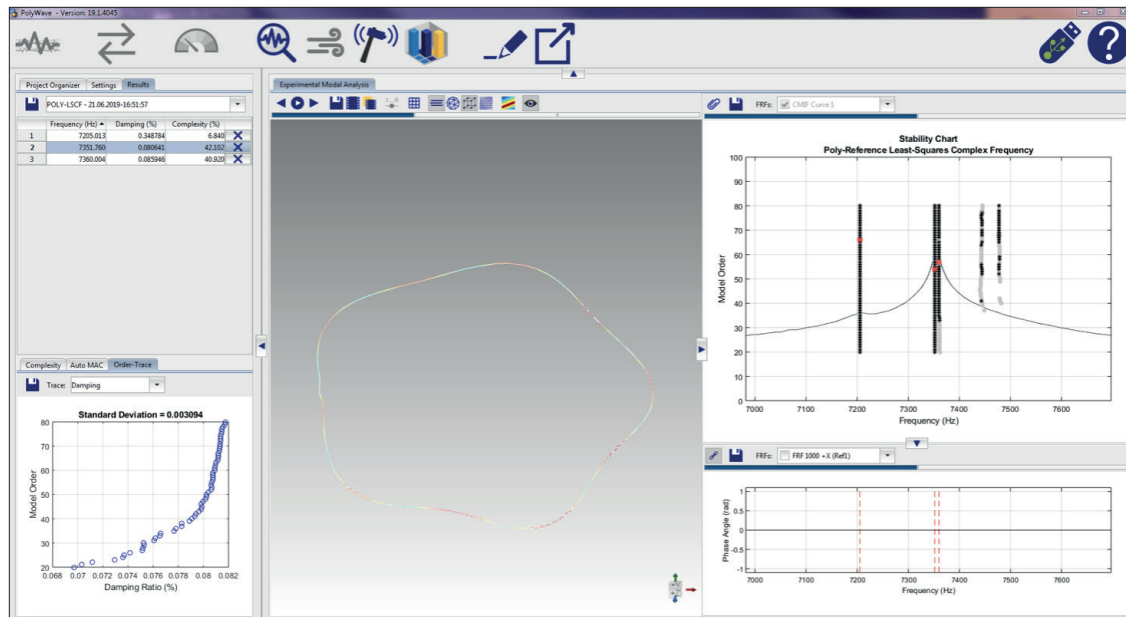 PolyWave - Version: 19.1.4045
Project Organizer Settings Results
POLY-LSCF - 21.06.2019-16:51:57
Frequency (Hz) Damping (%) Complexity (%)
1 7205.013 0.348784 6.840
2 7351.760 0.080641 42.102
3 7360.004 0.085946 40.920
Complexity Auto MAC Order-Trace
Trace: Damping
Standard Deviation = 0.003094
80
70
60
50
40
30
20
Model Order
0.068 0.07 0.072 0.074 0.076 0.078 0.08 0.082
Damping Ratio (%)
Experimental Modal Analysis
FRFs: CMIF Curve 1
Stability Chart
Poly-Reference Least-Squares Complex Frequency
100
90
80
70
60
50
40
30
20
10
0
Model Order
7000 7100 7200 7300 7400 7500 7600
Frequency (Hz)
FRFs: FRF 1000 +X (Ref1)
1
0.5
0
-0.5
-1
Phase Angle (rad)
7000 7100 7200 7300 7400 7500 7600
Frequency (Hz)